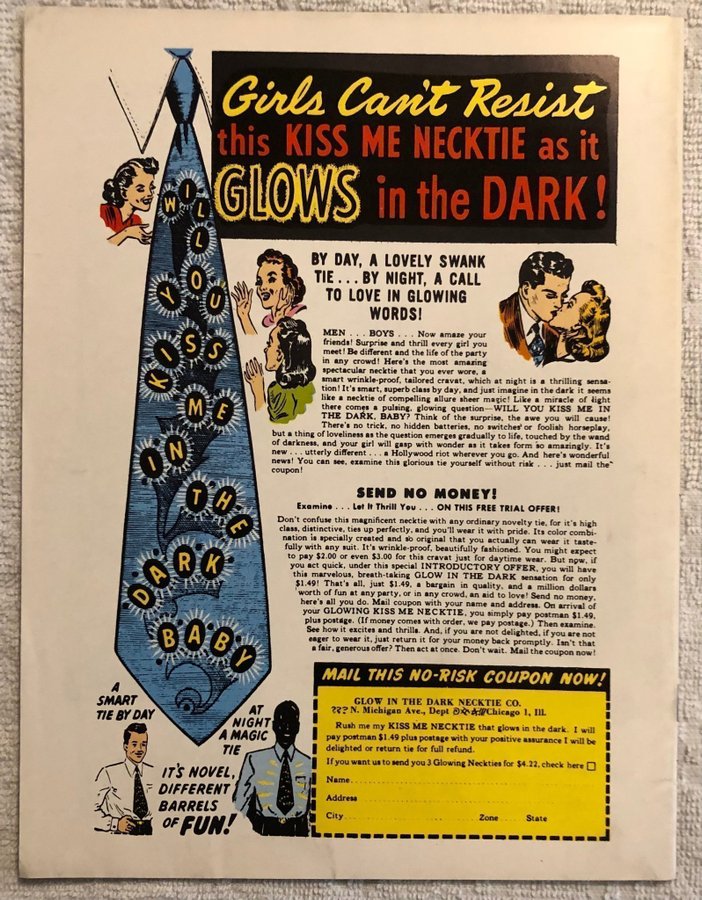 Girls Can't Resist
this KISS ME NECKTIE as it
GLOWS in the DARK!
WILL
YOU
KISS
ME
IN
THE
DARK
BABY
BY DAY, A LOVELY SWANK
TIE . . . BY NIGHT, A CALL
TO LOVE IN GLOWING
WORDS!
MEN . . . BOYS . . . Now amaze your
friends! Surprise and thrill every girl you
meet! Be different and the life of the party
in any crowd! Here's the most amazing
spectacular necktie that you ever wore, a
smart wrinkle-proof, tailored cravat, which at night is a thrilling sensa-
tion! It's smart, superb class by day, and just imagine in the dark it seems
like a necktie of compelling allure sheer magic! Like a miracle of light
there comes a pulsing, glowing question—WILL YOU KISS ME IN
THE DARK, BABY? Think of the surprise, the awe you will cause!
There's no trick, no hidden batteries, no switches or foolish horseplay,
but a thing of loveliness as the question emerges gradually to life, touched by the wand
of darkness, and your girl will gasp with wonder as it takes form so amazingly. It's
new . . . utterly different . . . a Hollywood riot wherever you go. And here's wonderful
news! You can see, examine this glorious tie yourself without risk . . . just mail the
coupon!
SEND NO MONEY!
Examine . . . Let It Thrill You . . . ON THIS FREE TRIAL OFFER!
Don't confuse this magnificent necktie with any ordinary novelty tie, for it's high
class, distinctive, ties up perfectly, and you'll wear it with pride. Its color combi-
nation is specially created and so original that you actually can wear it taste-
fully with any suit. It's wrinkle-proof, beautifully fashioned. You might expect
to pay $2.00 or even $3.00 for this cravat just for daytime wear. But now, if
you act quick, under this special INTRODUCTORY OFFER, you will have
this marvelous, breath-taking GLOW IN THE DARK sensation for only
$1.49! That's all, just $1.49, a bargain in quality, and a million dollars
worth of fun at any party, or in any crowd, an aid to love! Send no money,
here's all you do. Mail coupon with your name and address. On arrival of
your GLOWING KISS ME NECKTIE, you simply pay postman $1.49,
plus postage. (If money comes with order, we pay postage.) Then examine.
See how it excites and thrills. And, if you are not delighted, if you are not
eager to wear it, just return it for your money back promptly. Isn't that
a fair, generous offer? Then act at once. Don't wait. Mail the coupon now!
A
SMART
TIE BY DAY
AT
NIGHT
A MAGIC
TIE
IT'S NOVEL,
DIFFERENT
BARRELS
OF FUN!
MAIL THIS NO-RISK COUPON NOW!
GLOW IN THE DARK NECKTIE CO.
N. Michigan Ave., Dept Chicago 1, Ill.
Rush me my KISS ME NECKTIE that glows in the dark. I will
pay postman $1.49 plus postage with your positive assurance I will be
delighted or return tie for full refund.
If you want us to send you 3 Glowing Neckties for $4.22, check here
Name
Address
City Zone State